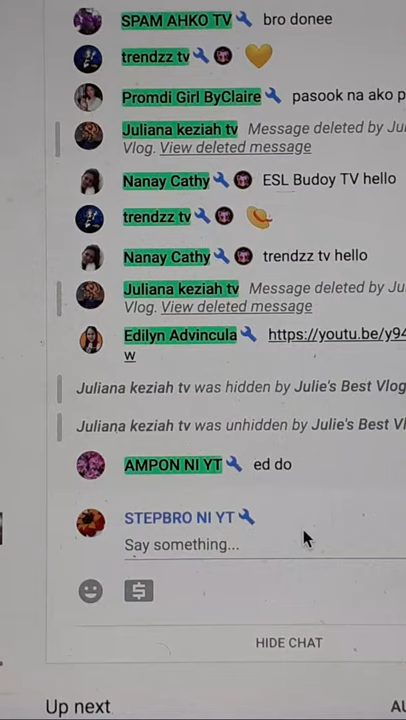 SPAM AHKO TV bro donee
trendzz tv
Promdi Girl ByClaire pasook na ako p
Juliana keziah tv Message deleted by Ju
Vlog. View deleted message
Nanay Cathy ESL Budoy TV hello
trendzz tv
Nanay Cathy trendzz tv hello
Juliana keziah tv Message deleted by Ju
Vlog. View deleted message
Edilyn Advincula https://youtu.be/y94
w
Juliana keziah tv was hidden by Julie's Best Vlog
Juliana keziah tv was unhidden by Julie's Best V
AMPON NI YT ed do
STEPBRO NI YT
Say something...
HIDE CHAT
Up next AU